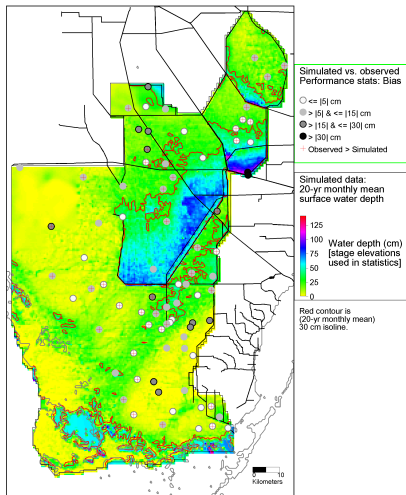 Simulated vs. observed
Performance stats: Bias
<= |5| cm
> |5| & <= |15| cm
> |15| & <= |30| cm
> |30| cm
Observed > Simulated
Simulated data:
20-yr monthly mean
surface water depth
125
100
75
50
25
0
Water depth (cm)
[stage elevations
used in statistics]
Red contour is
(20-yr monthly mean)
30 cm isoline.
0 10
Kilometers